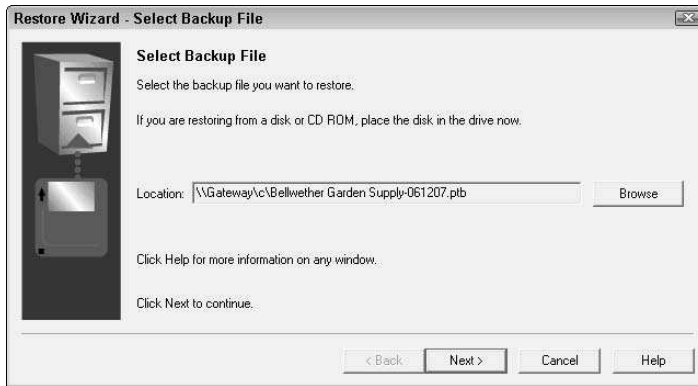 Restore Wizard - Select Backup File
Select Backup File
Select the backup file you want to restore.
If you are restoring from a disk or CD ROM, place the disk in the drive now.
Location: \\Gateway\c\Bellwether Garden Supply-061207.ptb Browse
Click Help for more information on any window.
Click Next to continue.
< Back Next > Cancel Help